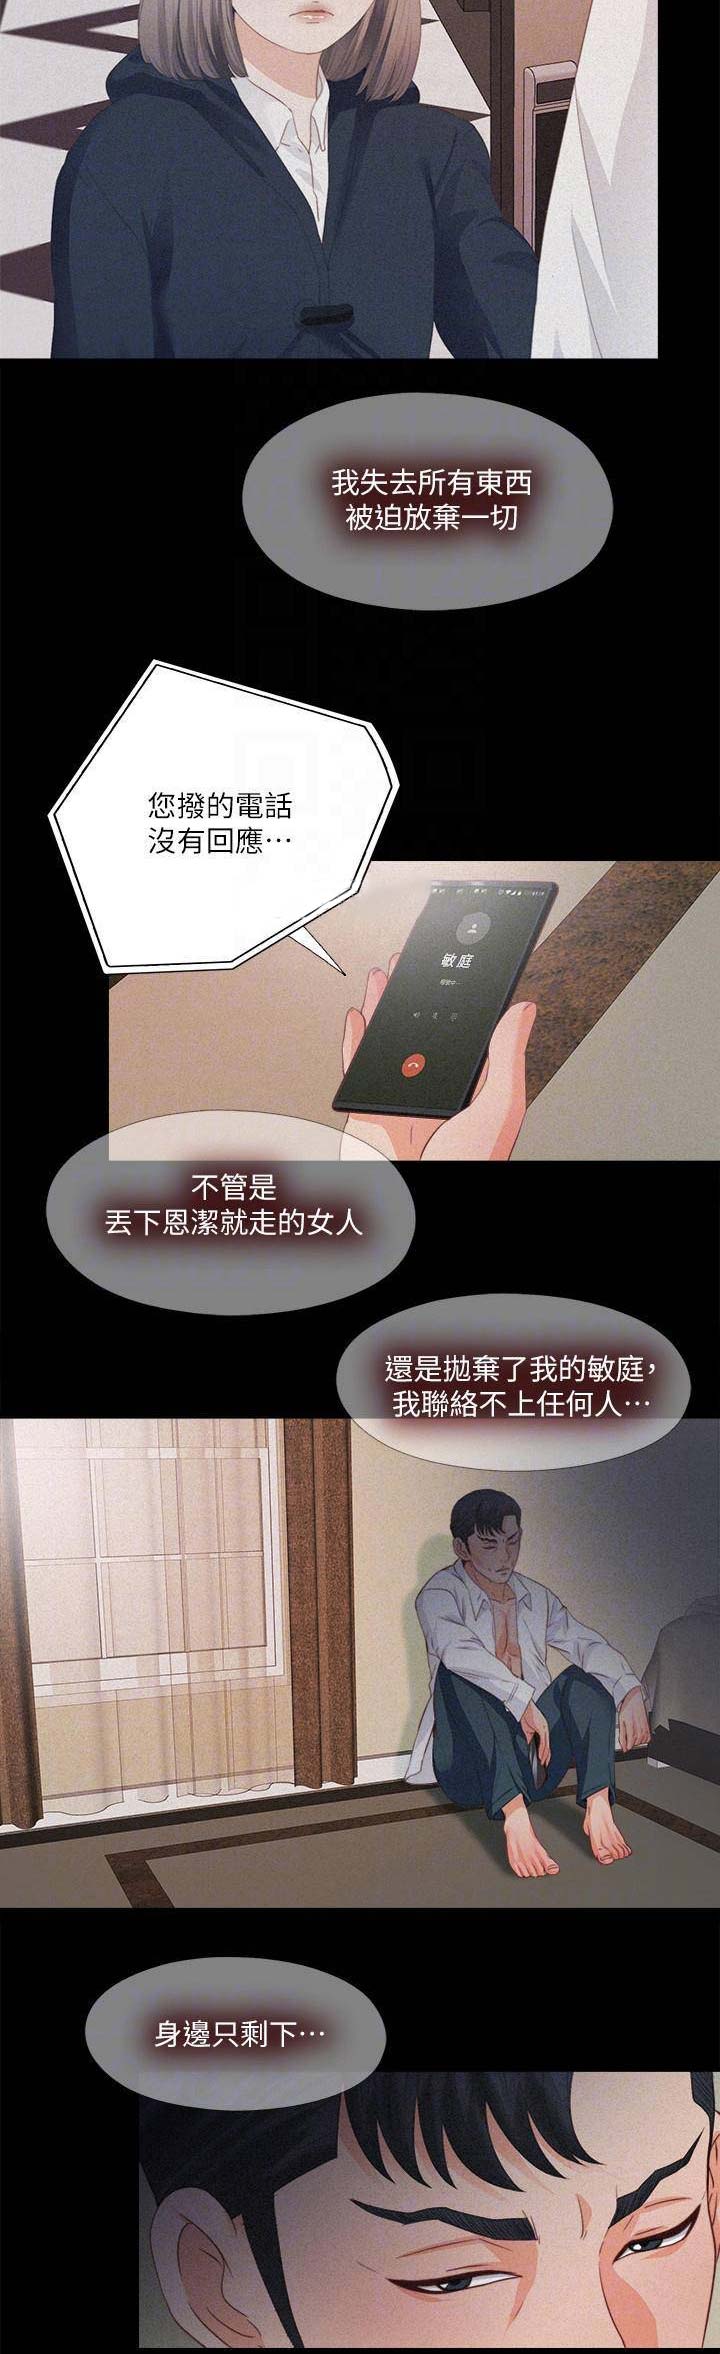 我失去所有東西
被迫放棄一切
您撥的電話
沒有回應…
敏庭
不管是
丟下恩潔就走的女人
還是拋棄了我的敏庭，
我聯絡不上任何人…
身邊只剩下…